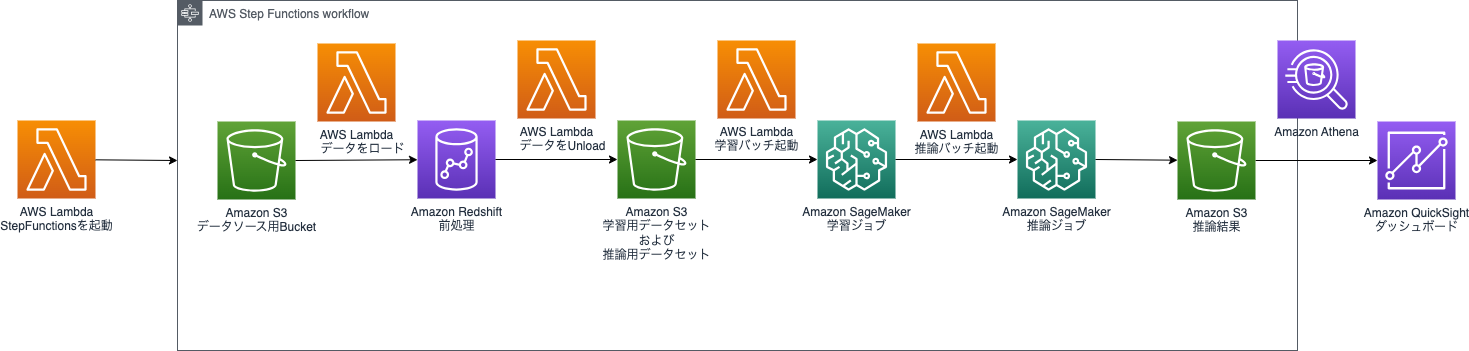 AWS Step Functions workflow
AWS Lambda
StepFunctionsを起動
Amazon S3
データソース用Bucket
AWS Lambda
データをロード
Amazon Redshift
前処理
AWS Lambda
データをUnload
Amazon S3
学習用データセット
および
推論用データセット
AWS Lambda
学習バッチ起動
Amazon SageMaker
学習ジョブ
AWS Lambda
推論バッチ起動
Amazon SageMaker
推論ジョブ
Amazon S3
推論結果
Amazon Athena
Amazon QuickSight
ダッシュボード